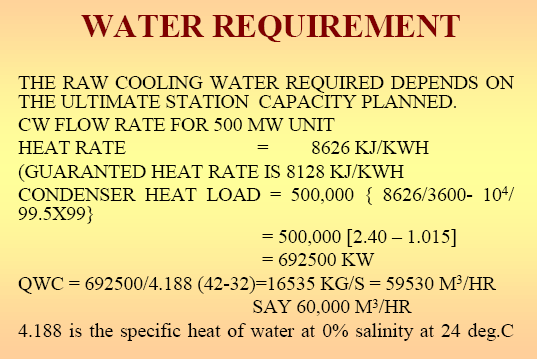 WATER REQUIREMENT
THE RAW COOLING WATER REQUIRED DEPENDS ON
THE ULTIMATE STATION CAPACITY PLANNED.
CW FLOW RATE FOR 500 MW UNIT
HEAT RATE = 8626 KJ/KWH
(GUARANTED HEAT RATE IS 8128 KJ/KWH
CONDENSER HEAT LOAD = 500,000 { 8626/3600- 10⁴/
99.5X99}
= 500,000 [2.40 – 1.015]
= 692500 KW
QWC = 692500/4.188 (42-32)=16535 KG/S = 59530 M³/HR
SAY 60,000 M³/HR
4.188 is the specific heat of water at 0% salinity at 24 deg.C